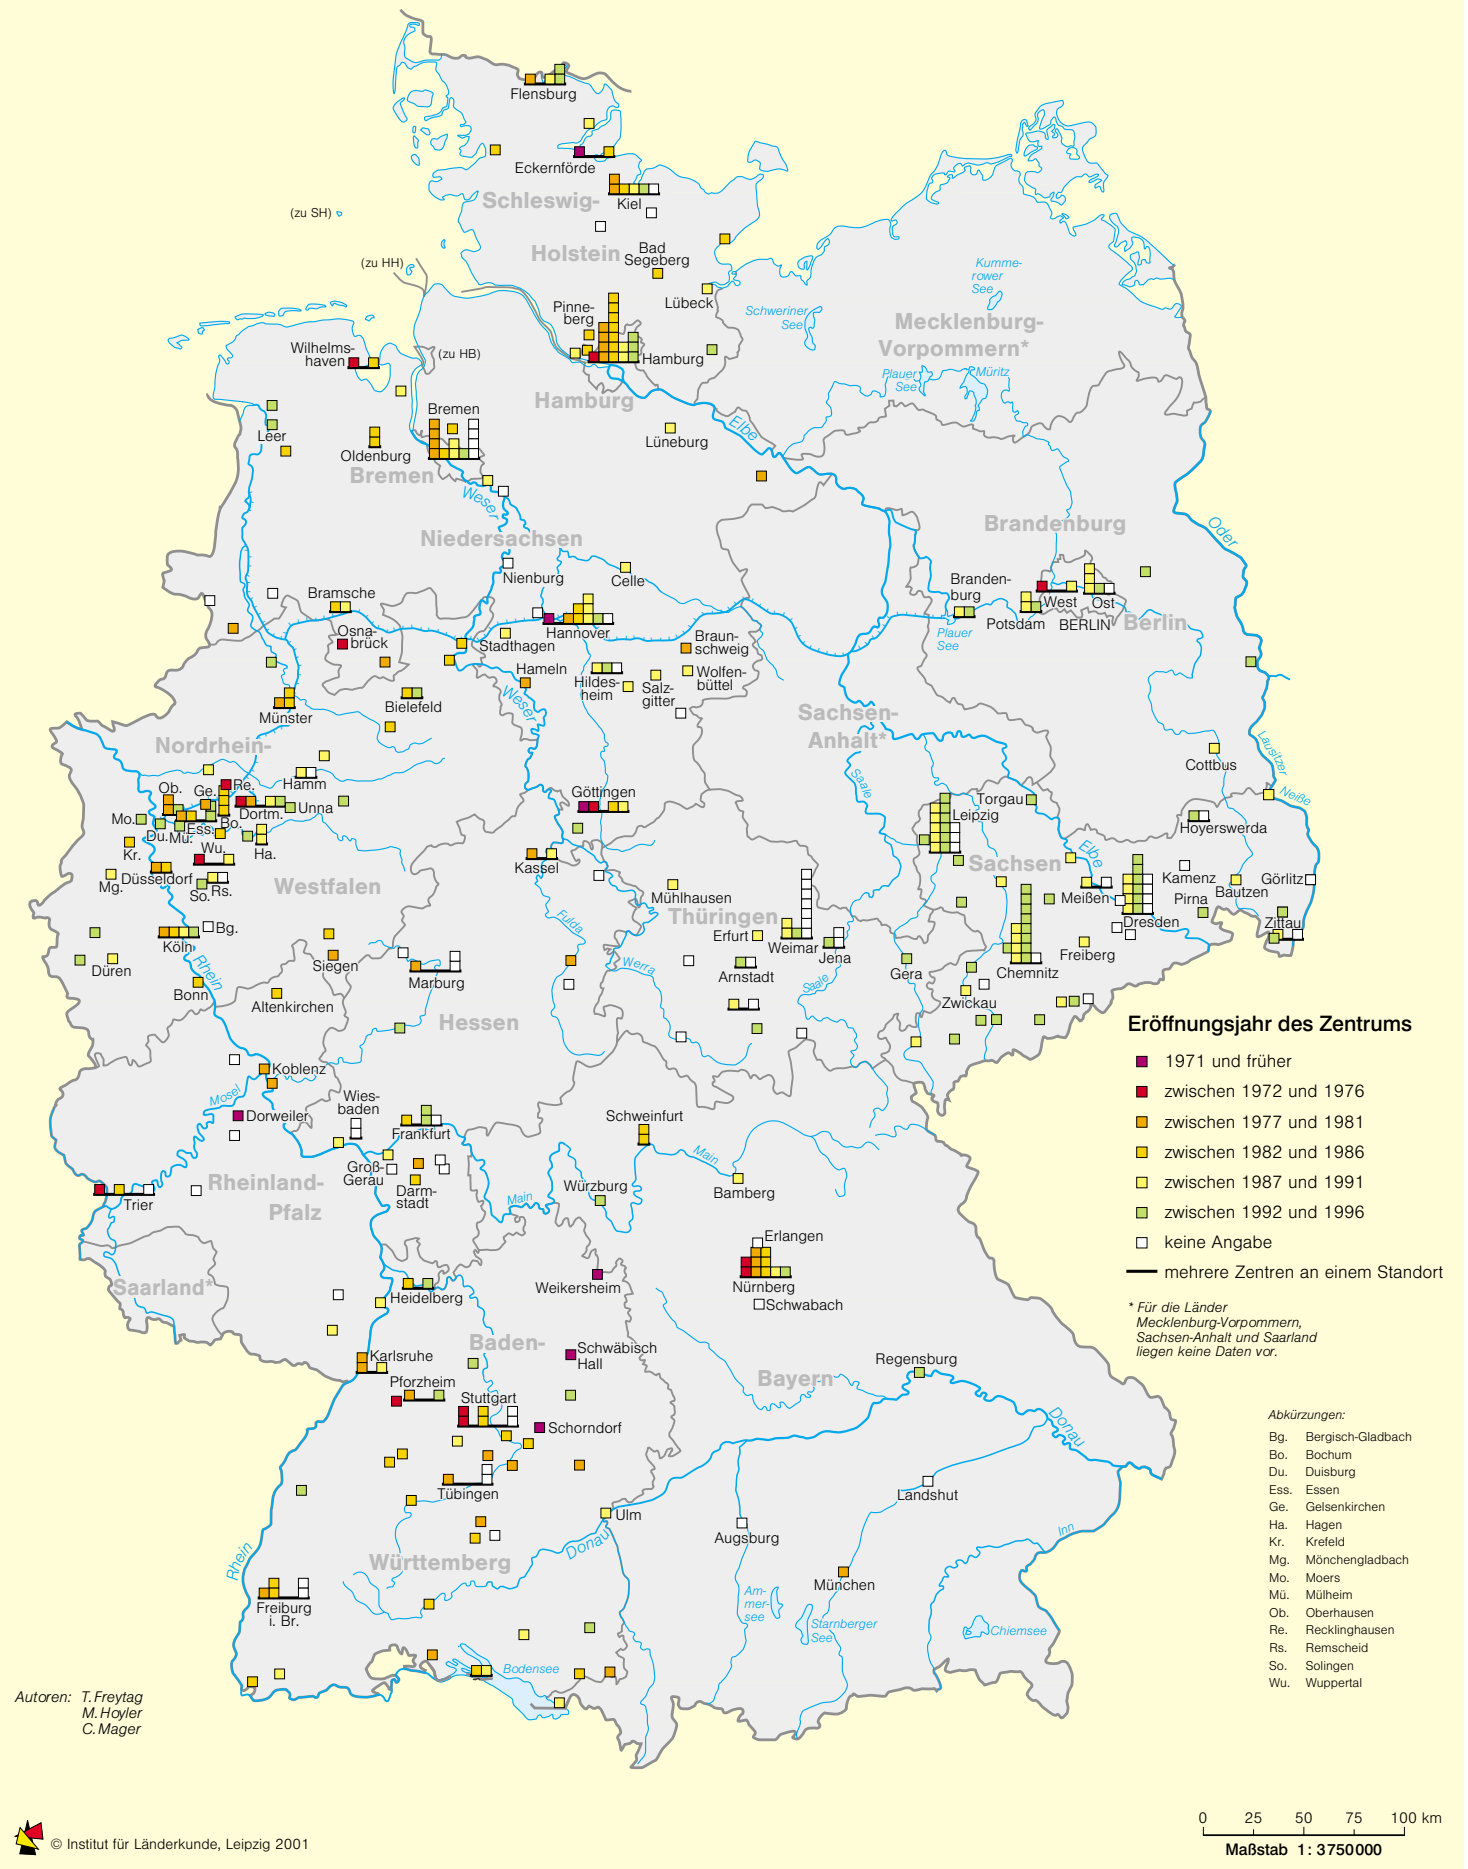 Flensburg
Eckernförde
Schleswig-
Kiel
(zu SH)
Holstein
Bad
Segeberg
(zu HH)
Lübeck
Kumme-
rower
See
Schweriner
See
Pinne-
berg
Mecklenburg-
Vorpommern*
Wilhelms-
haven
(zu HB)
Hamburg
Plauer
See
Müritz
Hamburg
Bremen
Leer
Oldenburg
Lüneburg
Elbe
Bremen
Weser
Brandenburg
Oder
Niedersachsen
Nienburg
Celle
Branden-
burg
West
Ost
Bramsche
Potsdam
BERLIN
Berlin
Osna-
brück
Hannover
Stadthagen
Braun-
schweig
Plauer
See
Hameln
Hildes-
heim
Salz-
gitter
Wolfen-
büttel
Weser
Münster
Bielefeld
Sachsen-
Anhalt*
Nordrhein-
Lausitzer
Neiße
Cottbus
Saale
Hamm
Ob.
Ge.
Re.
Göttingen
Torgau
Mo.
Dortm.
Unna
Leipzig
Hoyerswerda
Du.
Mü.
Ess.
Bo.
Kr.
Wu.
Ha.
Kassel
Elbe
Sachsen
Mg.
Düsseldorf
So.
Rs.
Westfalen
Mühlhausen
Kamenz
Görlitz
Meißen
Bautzen
Pirna
Thüringen
Fulda
Bg.
Köln
Erfurt
Weimar
Jena
Dresden
Zittau
Düren
Rhein
Siegen
Marburg
Werra
Arnstadt
Gera
Chemnitz
Freiberg
Bonn
Altenkirchen
Saale
Zwickau
Hessen
Koblenz
Mosel
Dorweiler
Wies-
baden
Frankfurt
Schweinfurt
Main
Groß-
Gerau
Darm-
stadt
Rheinland-
Pfalz
Trier
Main
Würzburg
Bamberg
Erlangen
Saarland*
Heidelberg
Weikersheim
Nürnberg
Schwabach
Baden-
Karlsruhe
Schwäbisch
Hall
Bayern
Regensburg
Pforzheim
Stuttgart
Schorndorf
Donau
Tübingen
Landshut
Ulm
Augsburg
Inn
Rhein
Württemberg
Donau
München
Freiburg
i. Br.
Am-
mer-
see
Starnberger
See
Chiemsee
Bodensee
Eröffnungsjahr des Zentrums
1971 und früher
zwischen 1972 und 1976
zwischen 1977 und 1981
zwischen 1982 und 1986
zwischen 1987 und 1991
zwischen 1992 und 1996
keine Angabe
mehrere Zentren an einem Standort
* Für die Länder
Mecklenburg-Vorpommern,
Sachsen-Anhalt und Saarland
liegen keine Daten vor.
Abkürzungen:
Bg. Bergisch-Gladbach
Bo. Bochum
Du. Duisburg
Ess. Essen
Ge. Gelsenkirchen
Ha. Hagen
Kr. Krefeld
Mg. Mönchengladbach
Mo. Moers
Mü. Mülheim
Ob. Oberhausen
Re. Recklinghausen
Rs. Remscheid
So. Solingen
Wu. Wuppertal
Autoren: T. Freytag
M. Hoyler
C. Mager
© Institut für Länderkunde, Leipzig 2001
0 25 50 75 100 km
Maßstab 1 : 3750000